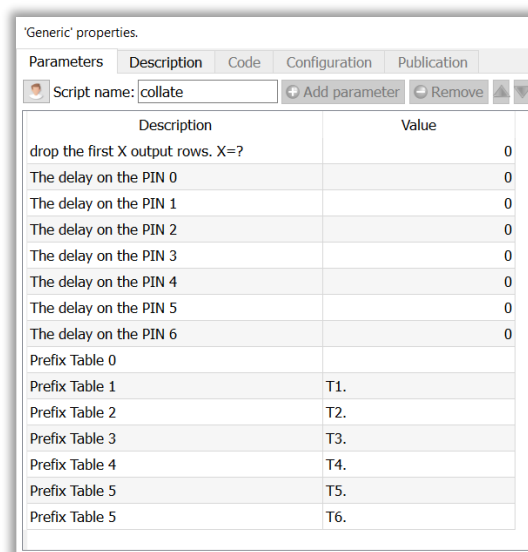 'Generic' properties.
Parameters Description Code Configuration Publication
Script name: collate Add parameter Remove
Description Value
drop the first X output rows. X=? 0
The delay on the PIN 0 0
The delay on the PIN 1 0
The delay on the PIN 2 0
The delay on the PIN 3 0
The delay on the PIN 4 0
The delay on the PIN 5 0
The delay on the PIN 6 0
Prefix Table 0
Prefix Table 1 T1.
Prefix Table 2 T2.
Prefix Table 3 T3.
Prefix Table 4 T4.
Prefix Table 5 T5.
Prefix Table 5 T6.